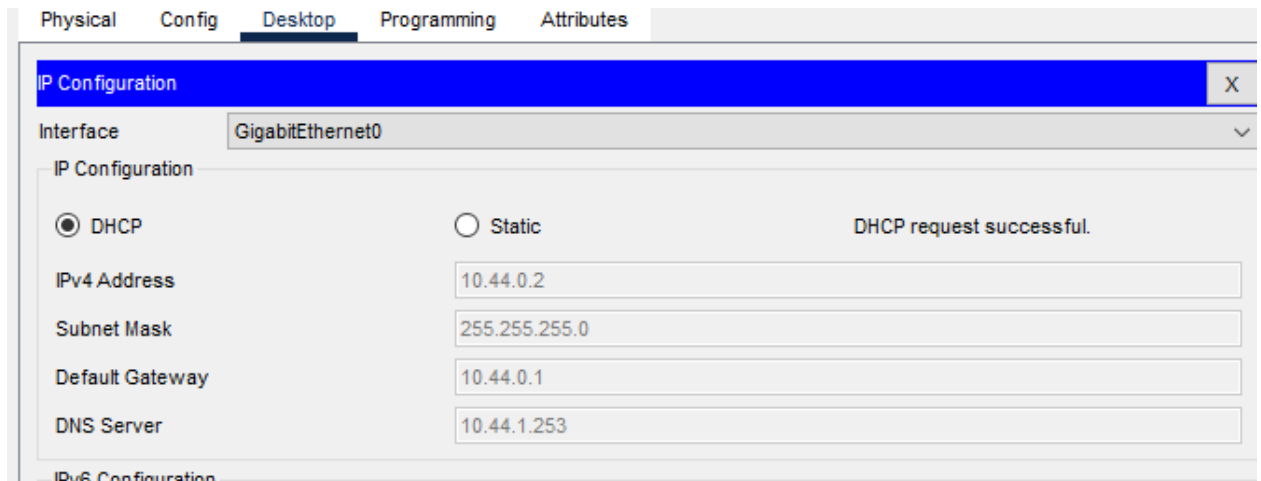 Physical Config Desktop Programming Attributes
IP Configuration X
Interface GigabitEthernet0
IP Configuration
DHCP Static DHCP request successful.
IPv4 Address 10.44.0.2
Subnet Mask 255.255.255.0
Default Gateway 10.44.0.1
DNS Server 10.44.1.253
IPv6 Configuration